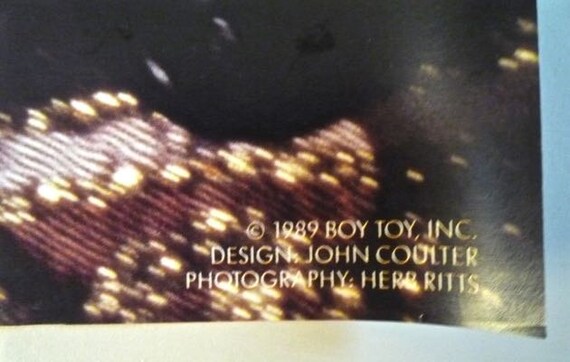 © 1989 BOY TOY, INC.
DESIGN: JOHN COULTER
PHOTOGRAPHY: HERB RITTS